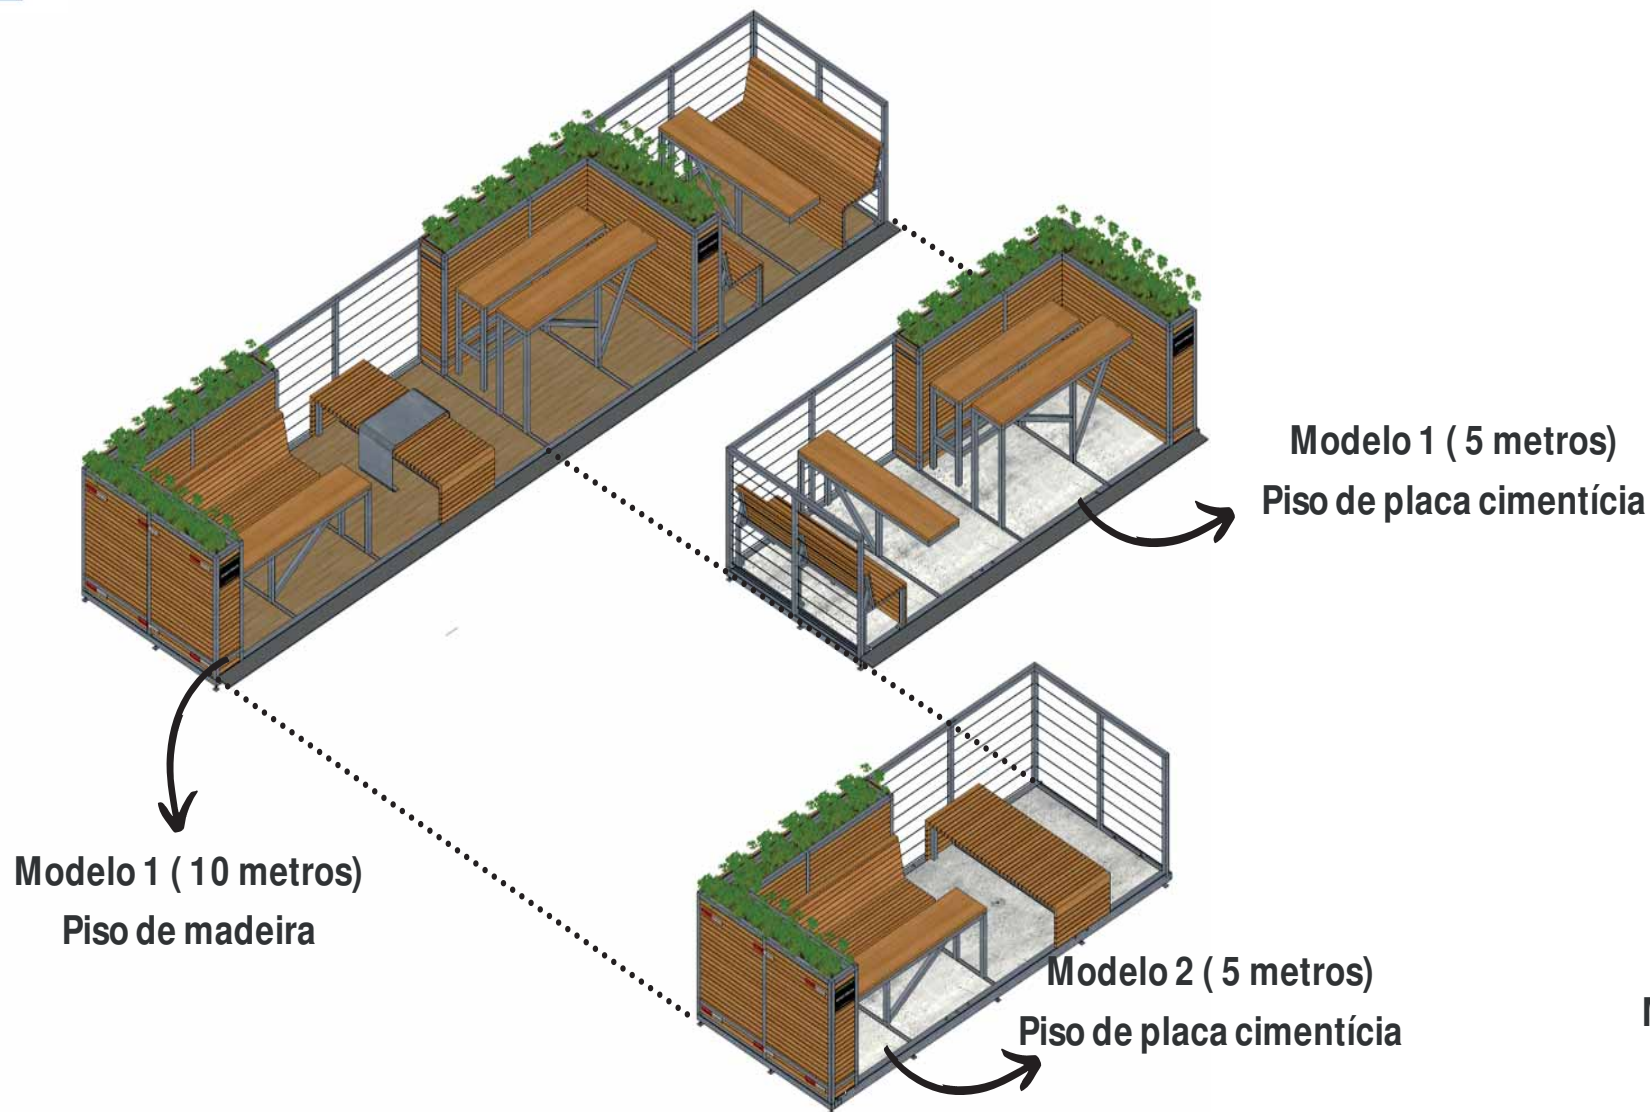 Modelo 1 ( 5 metros)
Piso de placa cimentícia
Modelo 1 ( 10 metros)
Piso de madeira
Modelo 2 ( 5 metros)
Piso de placa cimentícia